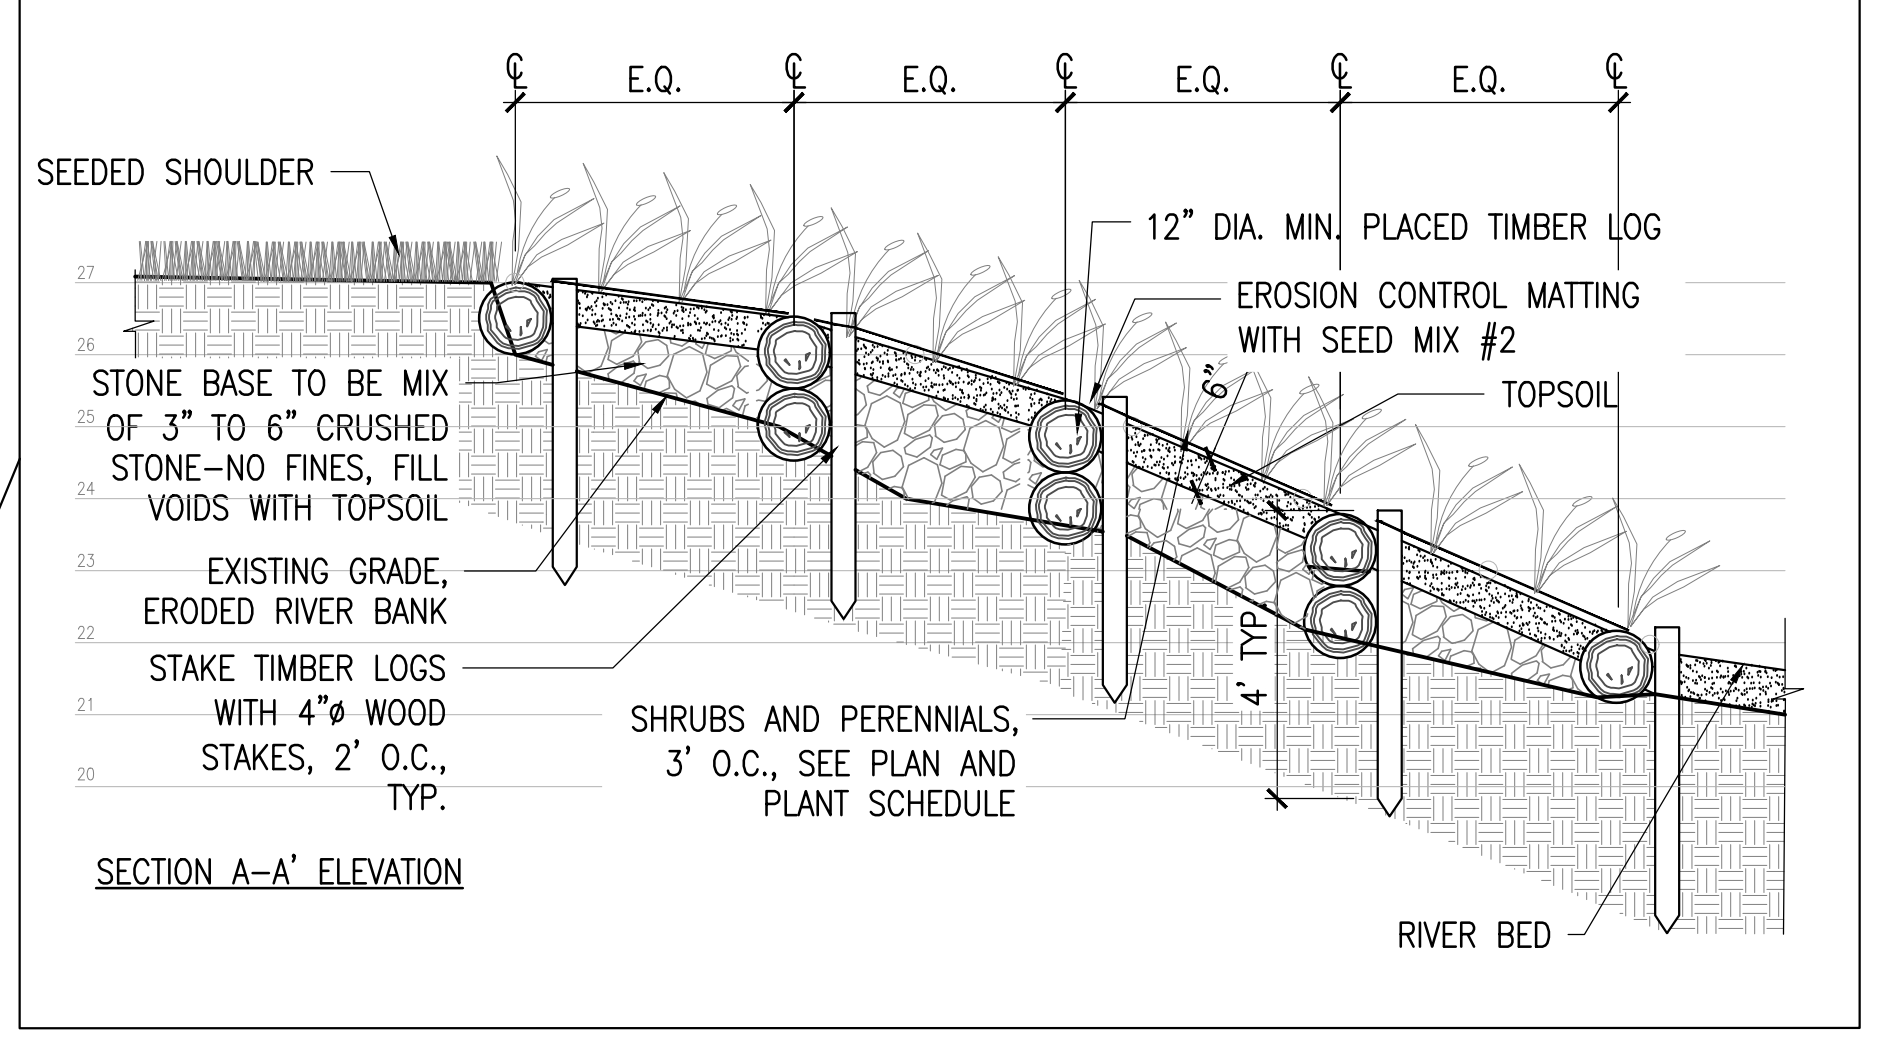 ℄ E.Q. ℄ E.Q. ℄ E.Q. ℄ E.Q. ℄
SEEDED SHOULDER
12" DIA. MIN. PLACED TIMBER LOG
EROSION CONTROL MATTING
WITH SEED MIX #2
6"
TOPSOIL
27
26
25
24
23
22
21
20
STONE BASE TO BE MIX
OF 3" TO 6" CRUSHED
STONE-NO FINES, FILL
VOIDS WITH TOPSOIL
EXISTING GRADE,
ERODED RIVER BANK
STAKE TIMBER LOGS
WITH 4"ø WOOD
STAKES, 2' O.C.,
TYP.
SHRUBS AND PERENNIALS,
3' O.C., SEE PLAN AND
PLANT SCHEDULE
4' TYP.
RIVER BED
SECTION A-A' ELEVATION